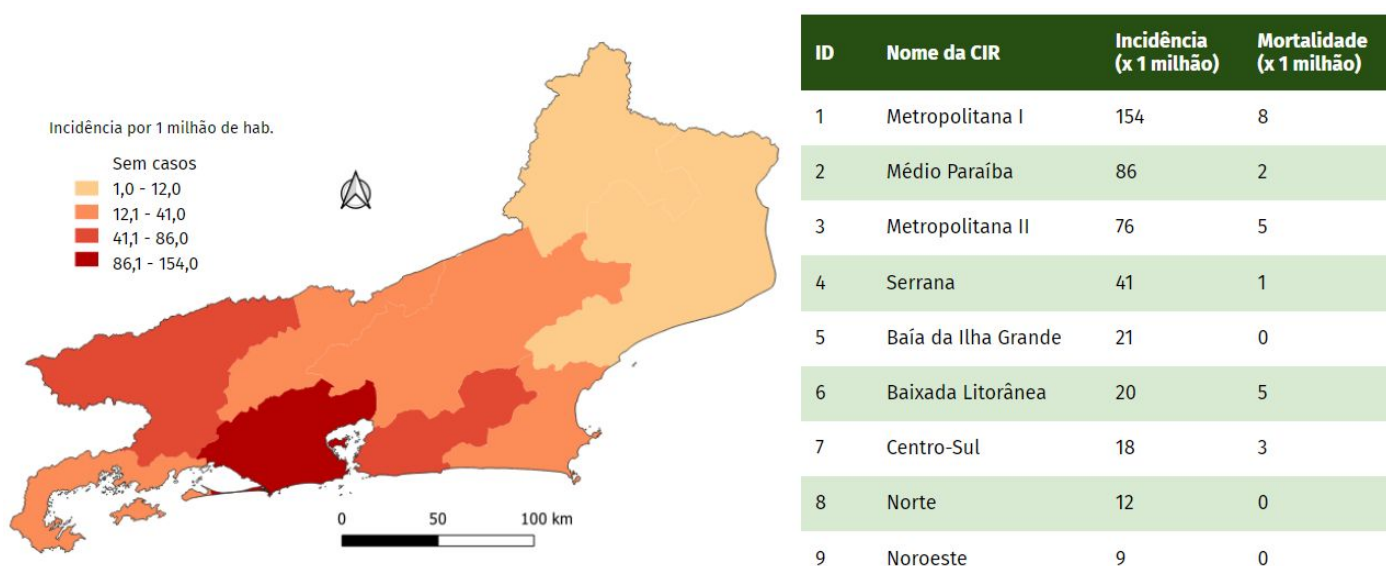 Incidência por 1 milhão de hab.
Sem casos
1,0 - 12,0
12,1 - 41,0
41,1 - 86,0
86,1 - 154,0
0 50 100 km
ID Nome da CIR Incidência (x 1 milhão) Mortalidade (x 1 milhão)
1 Metropolitana I 154 8
2 Médio Paraíba 86 2
3 Metropolitana II 76 5
4 Serrana 41 1
5 Baía da Ilha Grande 21 0
6 Baixada Litorânea 20 5
7 Centro-Sul 18 3
8 Norte 12 0
9 Noroeste 9 0